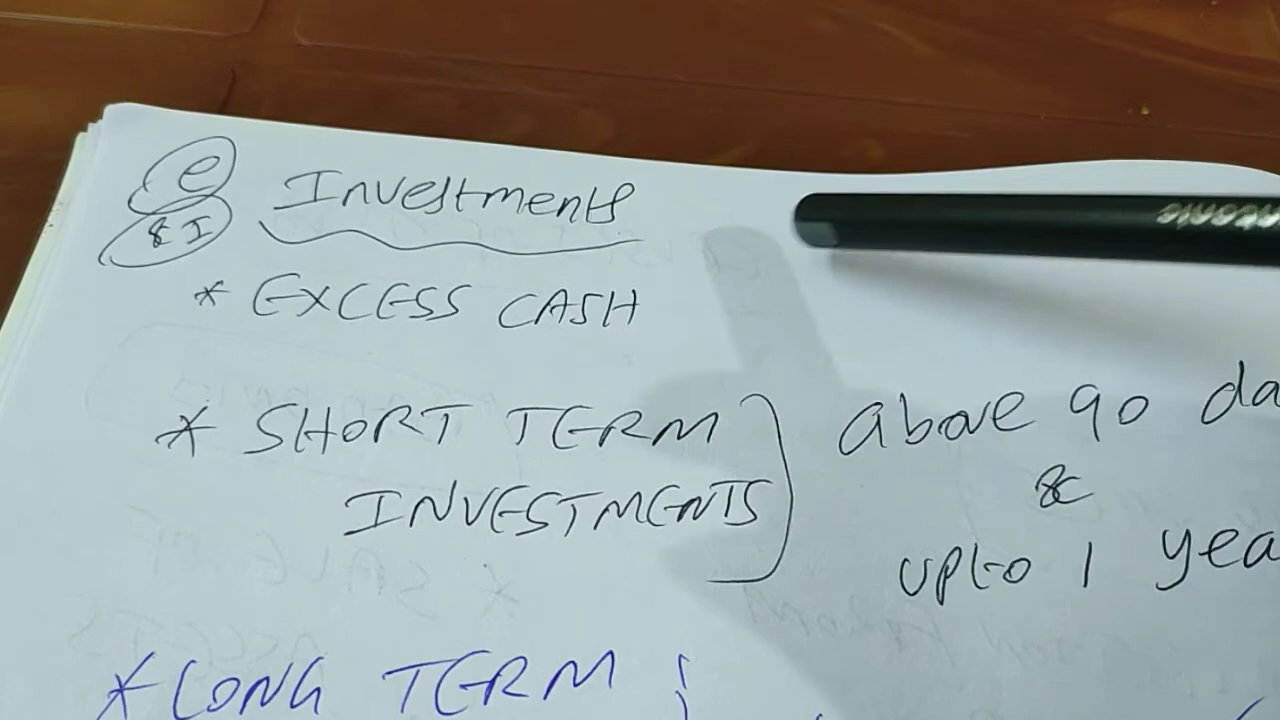 e Investments
& I
* EXCESS CASH
* SHORT TERM
INVESTMENTS
above 90 da
&
upto 1 yea
* LONG TERM